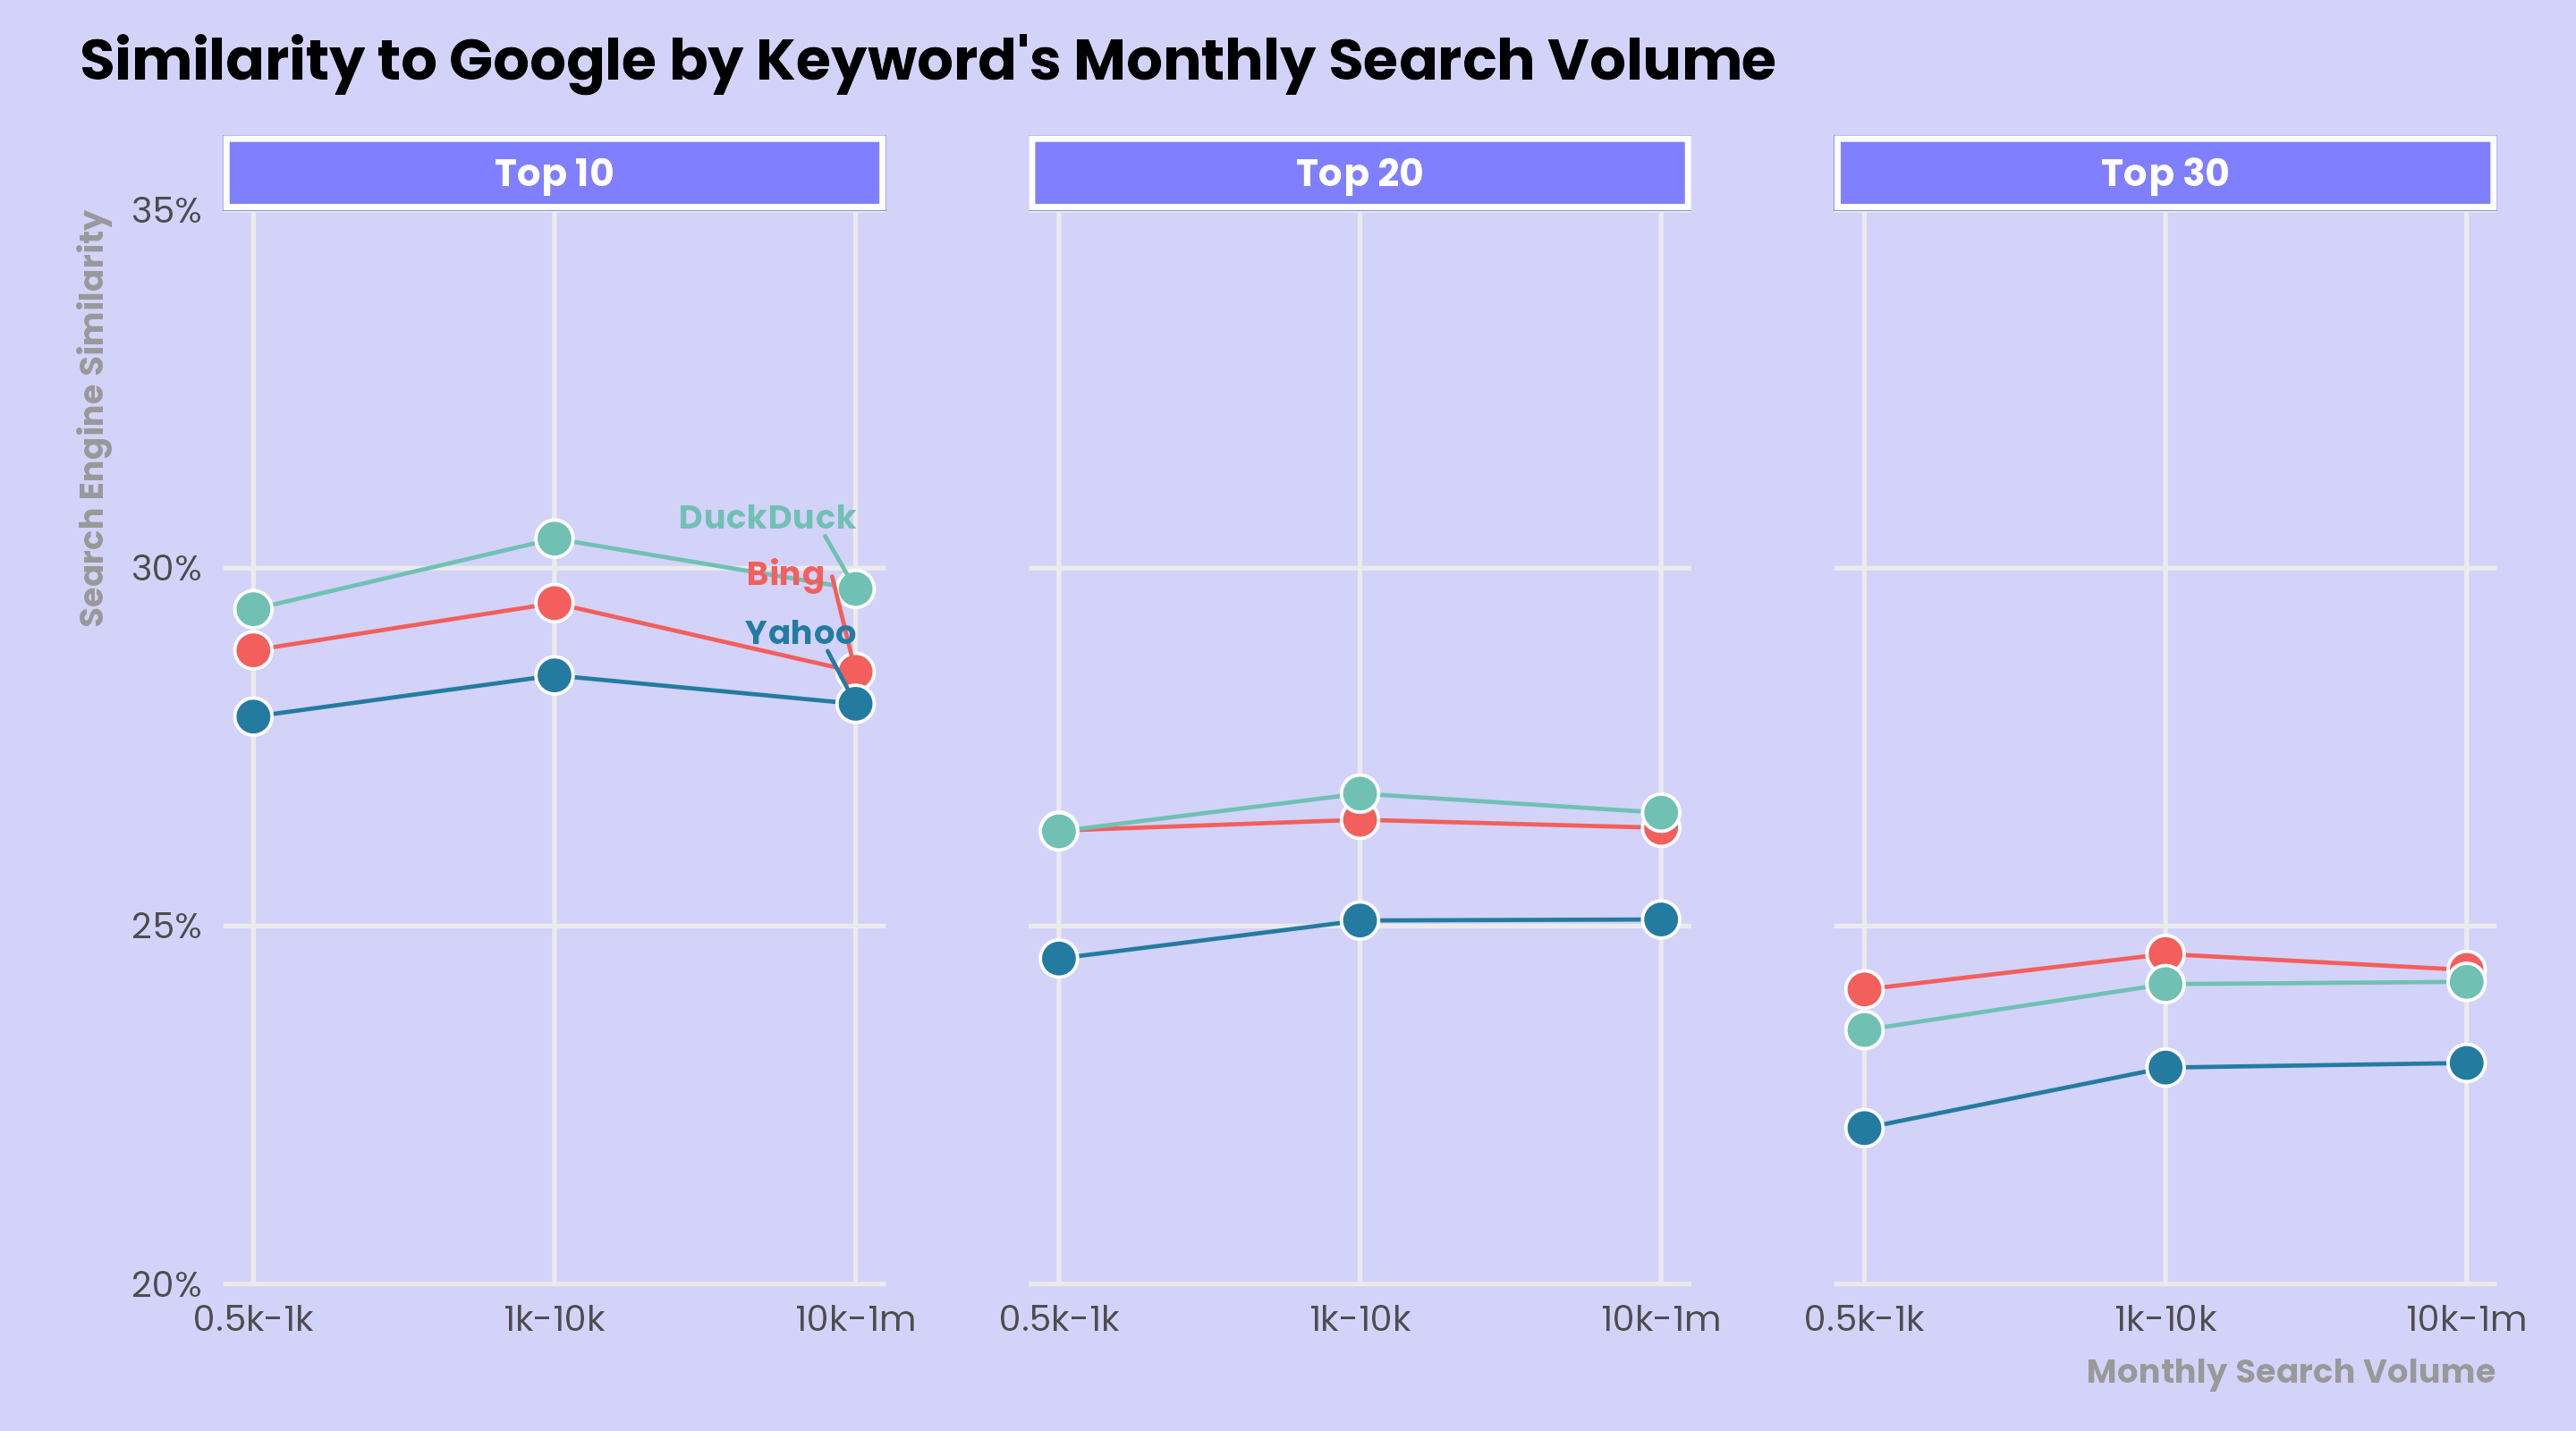 Similarity to Google by Keyword's Monthly Search Volume
Top 10
Top 20
Top 30
Search Engine Similarity
35%
30%
25%
20%
DuckDuck
Bing
Yahoo
0.5k-1k
1k-10k
10k-1m
0.5k-1k
1k-10k
10k-1m
0.5k-1k
1k-10k
10k-1m
Monthly Search Volume